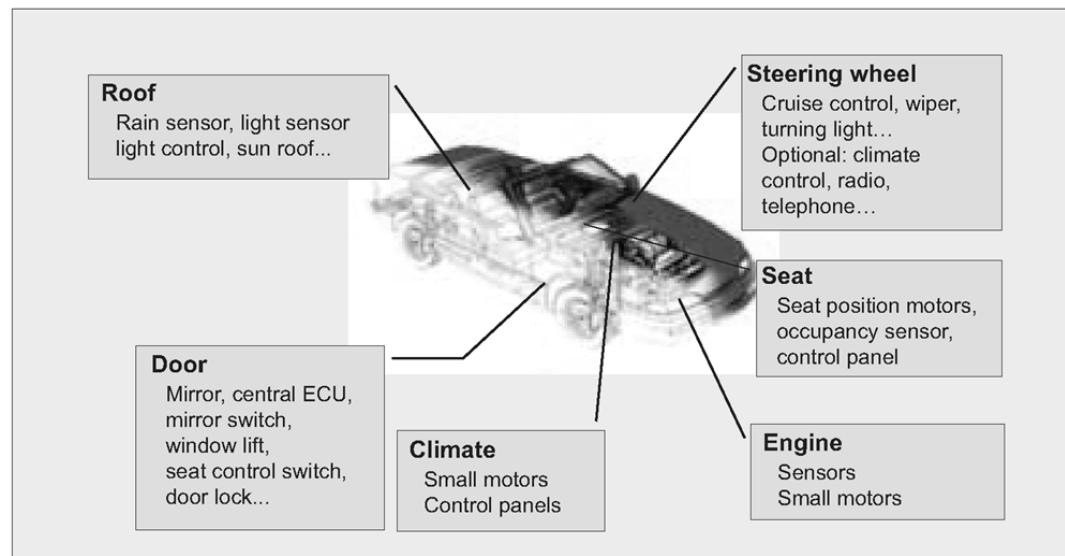 Roof
Rain sensor, light sensor
light control, sun roof...
Steering wheel
Cruise control, wiper,
turning light…
Optional: climate
control, radio,
telephone…
Seat
Seat position motors,
occupancy sensor,
control panel
Door
Mirror, central ECU,
mirror switch,
window lift,
seat control switch,
door lock...
Climate
Small motors
Control panels
Engine
Sensors
Small motors